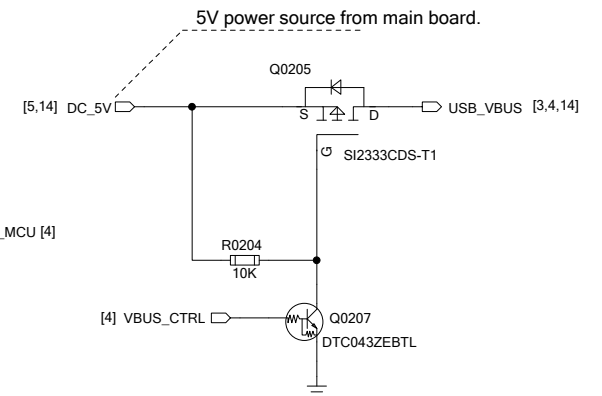 5V power source from main board.
Q0205
[5,14] DC_5V
S
D
USB_VBUS [3,4,14]
G
SI2333CDS-T1
_MCU [4]
R0204
10K
[4] VBUS_CTRL
Q0207
DTC043ZEBTL